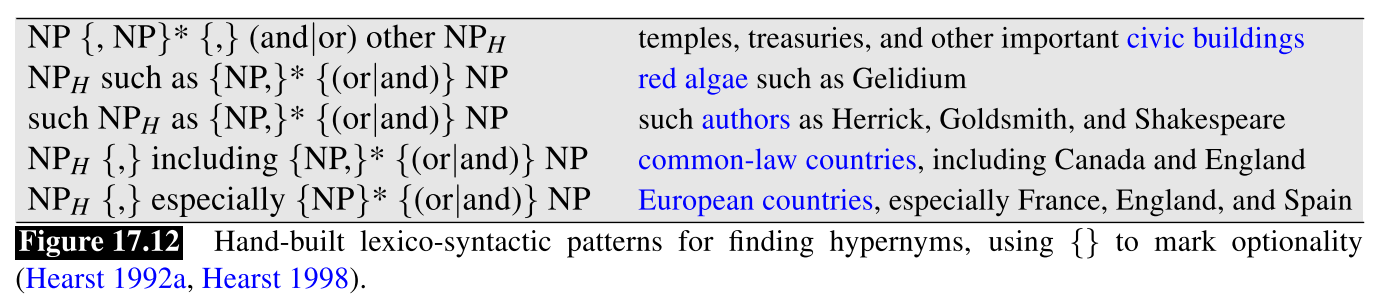 NP {, NP}* {,} (and|or) other NP_H temples, treasuries, and other important civic buildings
NP_H such as {NP,}* {(or|and)} NP red algae such as Gelidium
such NP_H as {NP,}* {(or|and)} NP such authors as Herrick, Goldsmith, and Shakespeare
NP_H {,} including {NP,}* {(or|and)} NP common-law countries, including Canada and England
NP_H {,} especially {NP}* {(or|and)} NP European countries, especially France, England, and Spain
Figure 17.12 Hand-built lexico-syntactic patterns for finding hypernyms, using {} to mark optionality
(Hearst 1992a, Hearst 1998).